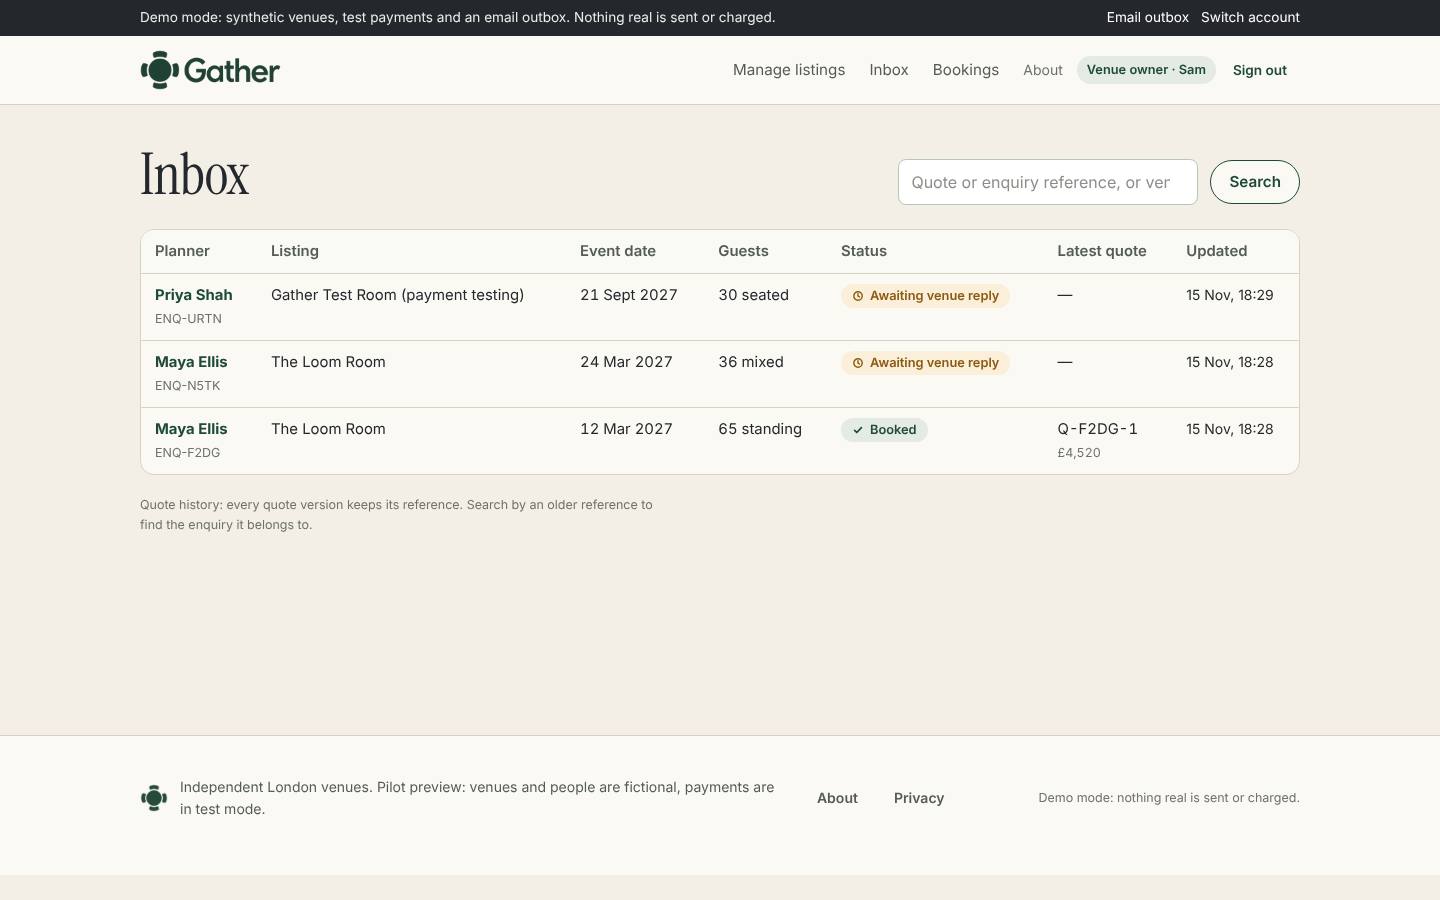 Demo mode: synthetic venues, test payments and an email outbox. Nothing real is sent or charged.
Email outbox Switch account
Gather
Manage listings Inbox Bookings About Venue owner · Sam Sign out
Inbox
Quote or enquiry reference, or ver
Search
Planner Listing Event date Guests Status Latest quote Updated
Priya Shah Gather Test Room (payment testing) 21 Sept 2027 30 seated Awaiting venue reply — 15 Nov, 18:29
ENQ-URTN
Maya Ellis The Loom Room 24 Mar 2027 36 mixed Awaiting venue reply — 15 Nov, 18:28
ENQ-N5TK
Maya Ellis The Loom Room 12 Mar 2027 65 standing Booked Q-F2DG-1 15 Nov, 18:28
ENQ-F2DG £4,520
Quote history: every quote version keeps its reference. Search by an older reference to
find the enquiry it belongs to.
Independent London venues. Pilot preview: venues and people are fictional, payments are
in test mode.
About Privacy
Demo mode: nothing real is sent or charged.